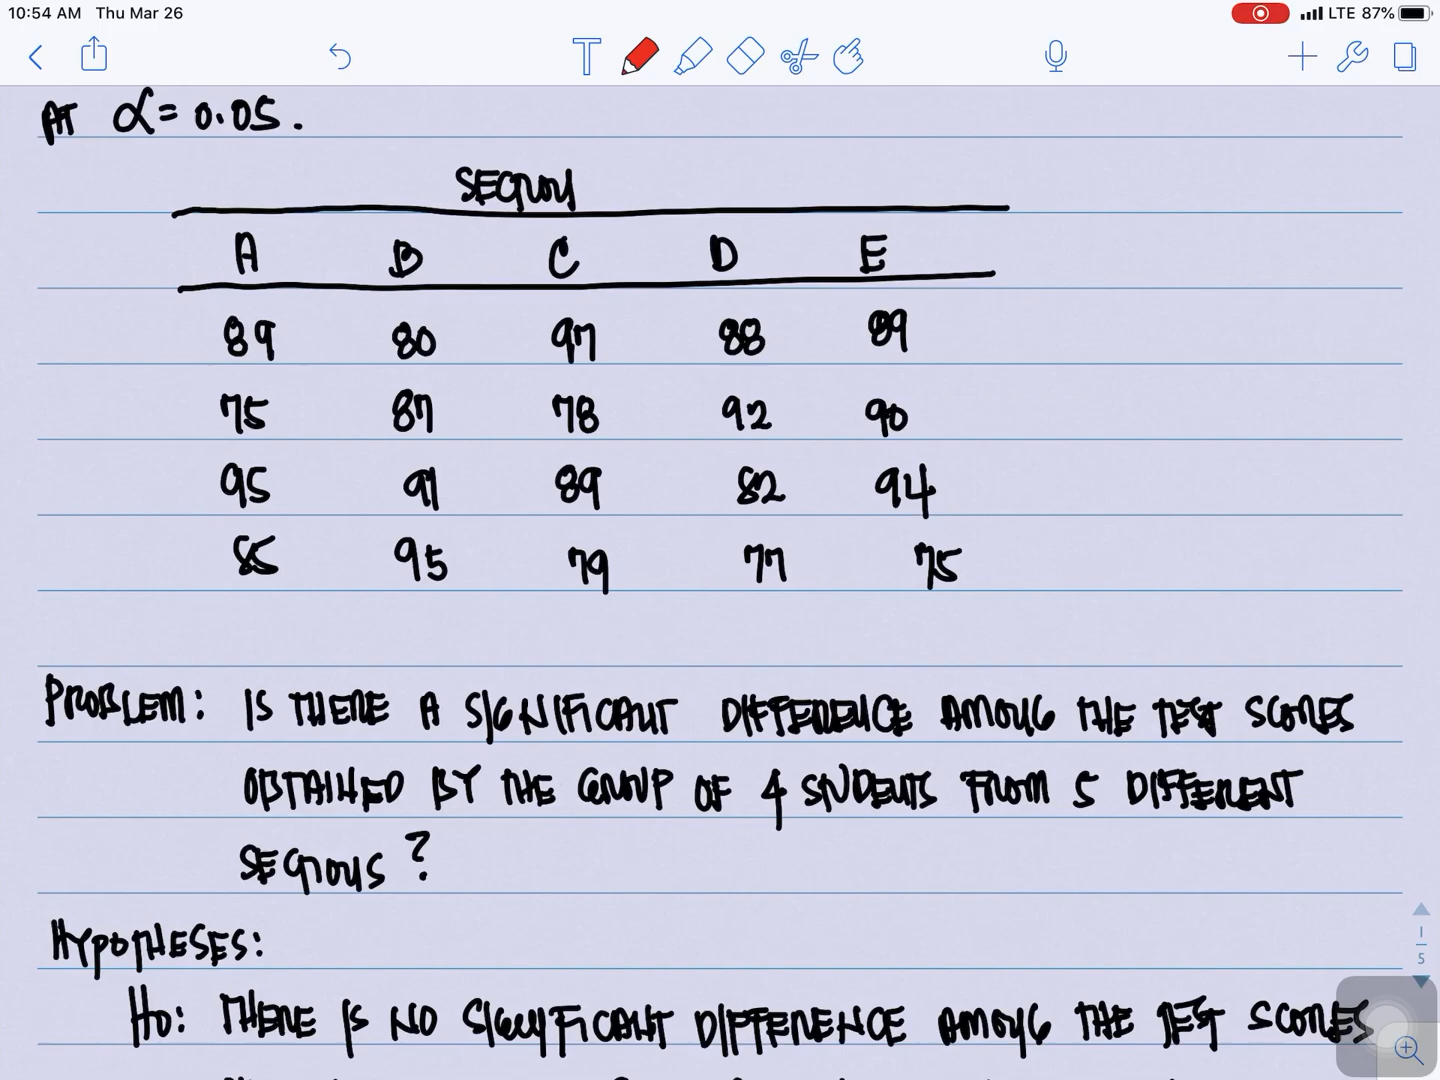 10:54 AM Thu Mar 26
LTE 87%
AT α = 0.05.
SECTION
A B C D E
89 80 97 88 89
75 87 78 92 90
95 91 89 82 94
85 95 79 77 75
PROBLEM: IS THERE A SIGNIFICANT DIFFERENCE AMONG THE TEST SCORES
OBTAINED BY THE GROUP OF 4 STUDENTS FROM 5 DIFFERENT
SECTIONS?
HYPOTHESES:
Ho: THERE IS NO SIGNIFICANT DIFFERENCE AMONG THE TEST SCORES
1
5